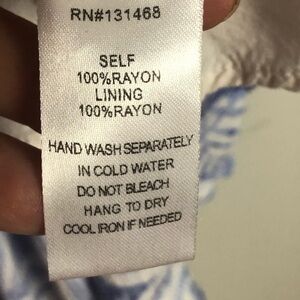 RN#131468
SELF
100%RAYON
LINING
100%RAYON
HAND WASH SEPARATELY
IN COLD WATER
DO NOT BLEACH
HANG TO DRY
COOL IRON IF NEEDED